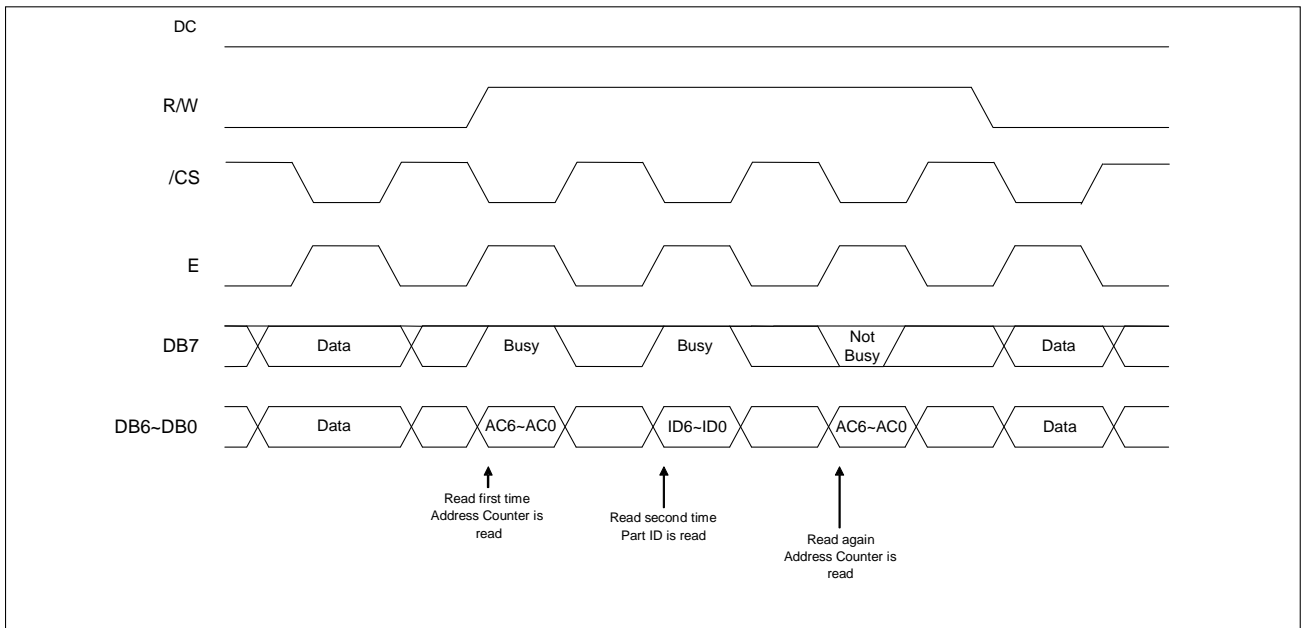 DC
R/W
/CS
E
DB7
Data
Busy
Busy
Not
Busy
Data
DB6~DB0
Data
AC6~AC0
ID6~ID0
AC6~AC0
Data
Read first time
Address Counter is
read
Read second time
Part ID is read
Read again
Address Counter is
read